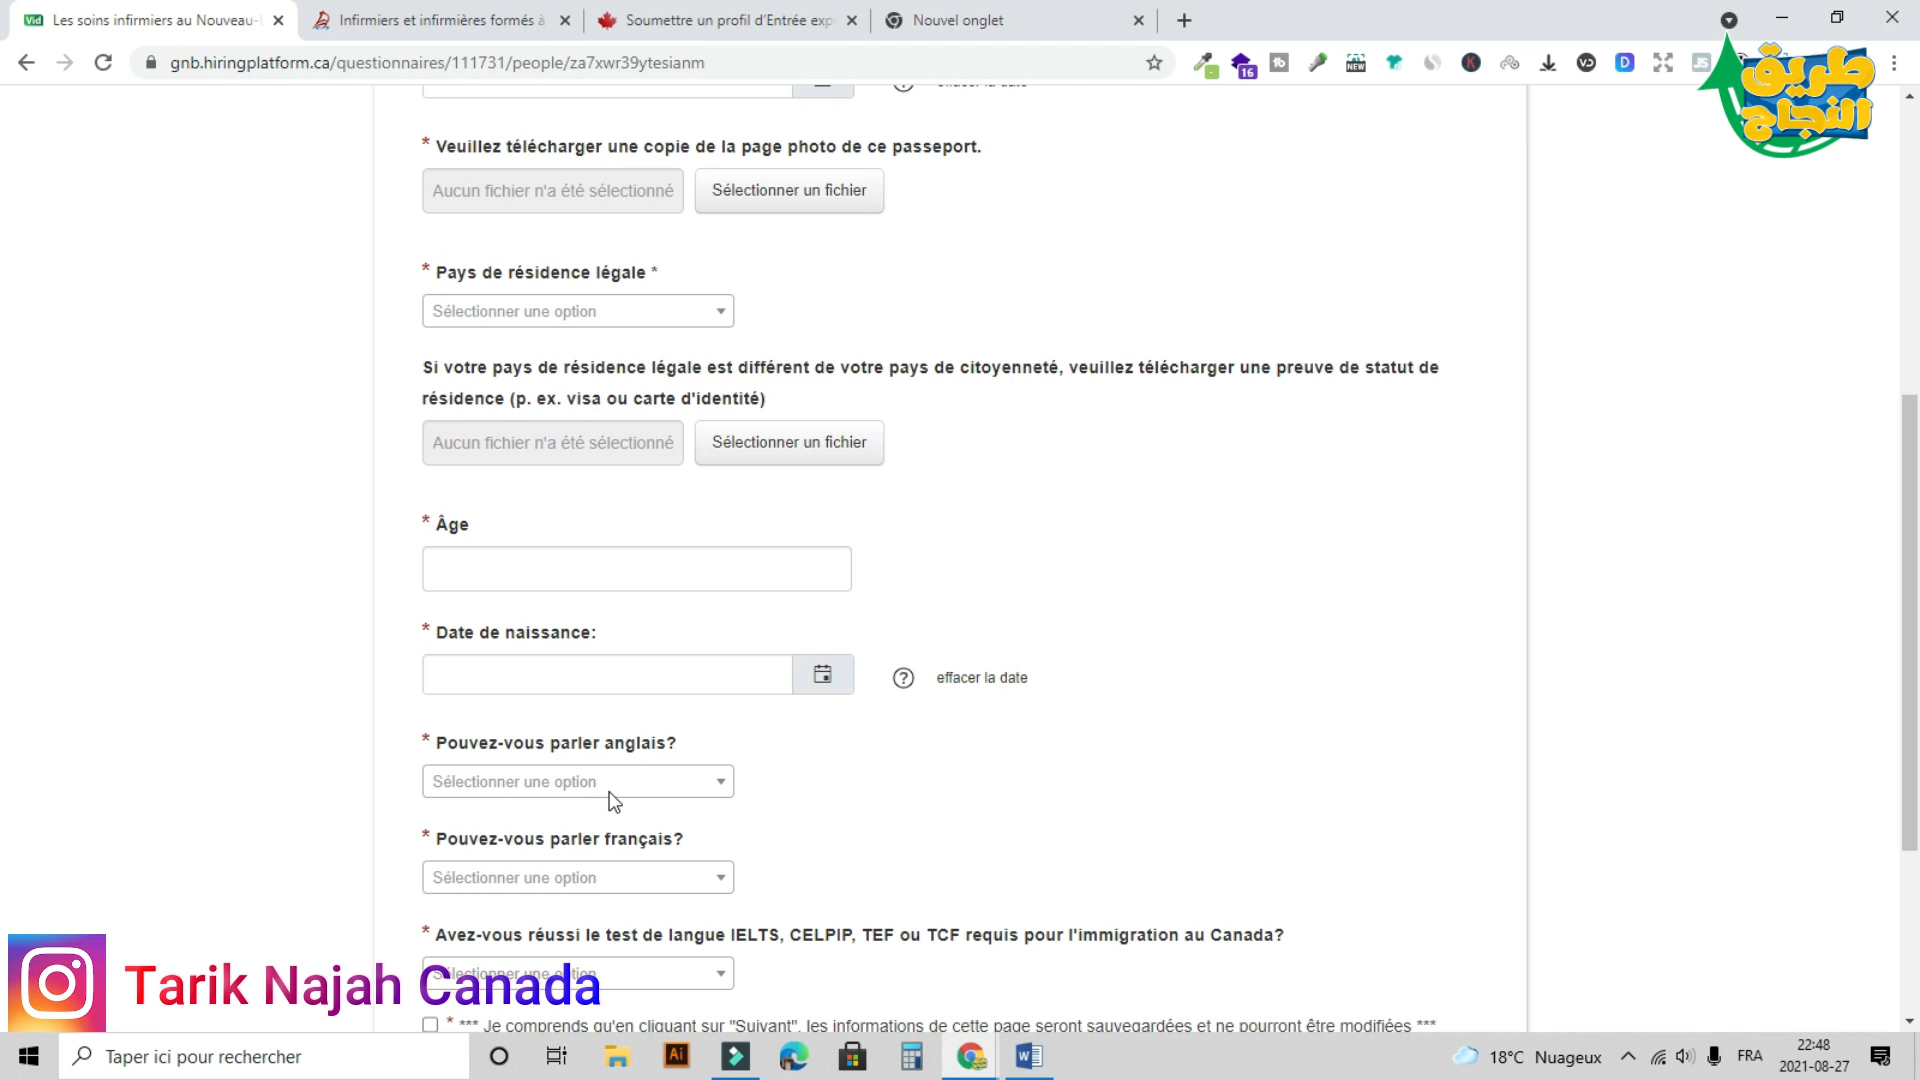 Les soins infirmiers au Nouveau-
Infirmiers et infirmières formés à
Soumettre un profil d'Entrée exp
Nouvel onglet
gnb.hiringplatform.ca/questionnaires/111731/people/za7xwr39ytesianm
طريق
النجاح
* Veuillez télécharger une copie de la page photo de ce passeport.
Aucun fichier n'a été sélectionné
Sélectionner un fichier
* Pays de résidence légale *
Sélectionner une option
Si votre pays de résidence légale est différent de votre pays de citoyenneté, veuillez télécharger une preuve de statut de
résidence (p. ex. visa ou carte d'identité)
Aucun fichier n'a été sélectionné
Sélectionner un fichier
* Âge
* Date de naissance:
effacer la date
* Pouvez-vous parler anglais?
Sélectionner une option
* Pouvez-vous parler français?
Sélectionner une option
* Avez-vous réussi le test de langue IELTS, CELPIP, TEF ou TCF requis pour l'immigration au Canada?
Tarik Najah Canada
* *** Je comprends qu'en cliquant sur "Suivant", les informations de cette page seront sauvegardées et ne pourront être modifiées ***
Taper ici pour rechercher
18°C Nuageux
FRA
22:48
2021-08-27